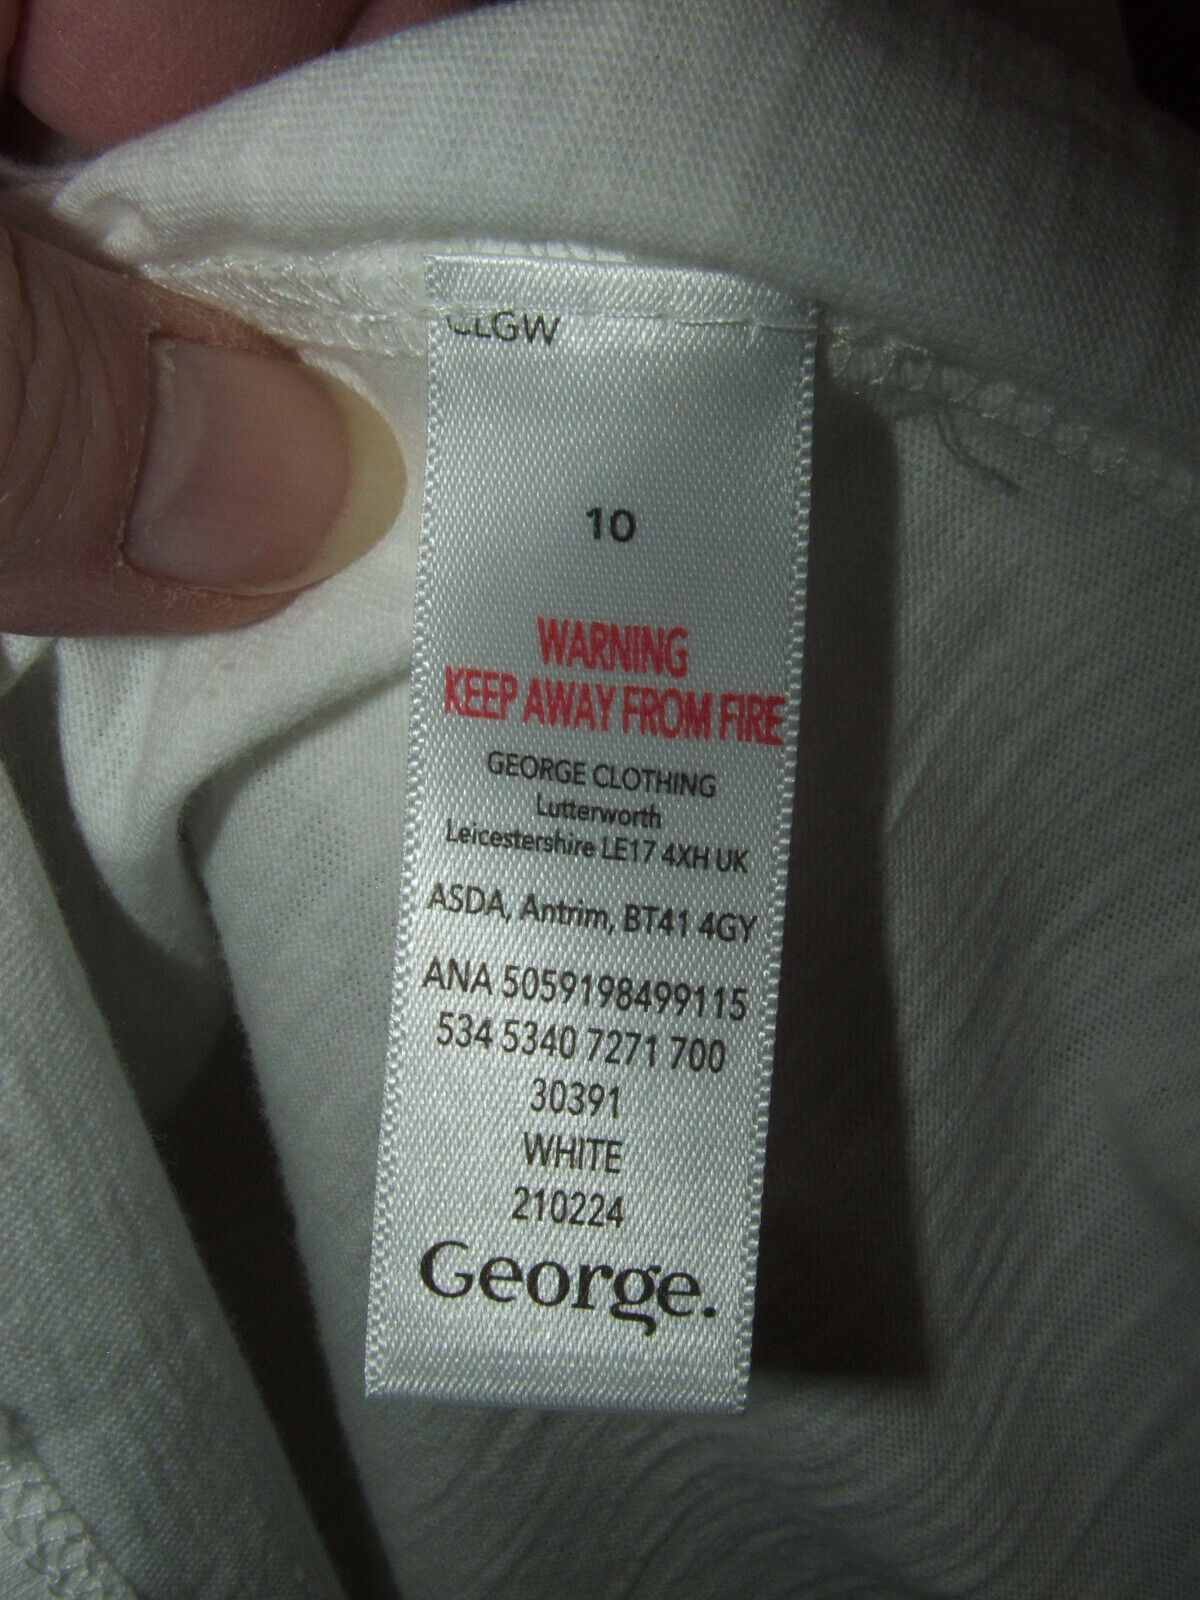 CLGW
10
WARNING
KEEP AWAY FROM FIRE
GEORGE CLOTHING
Lutterworth
Leicestershire LE17 4XH UK
ASDA, Antrim, BT41 4GY
ANA 5059198499115
534 5340 7271 700
30391
WHITE
210224
George.